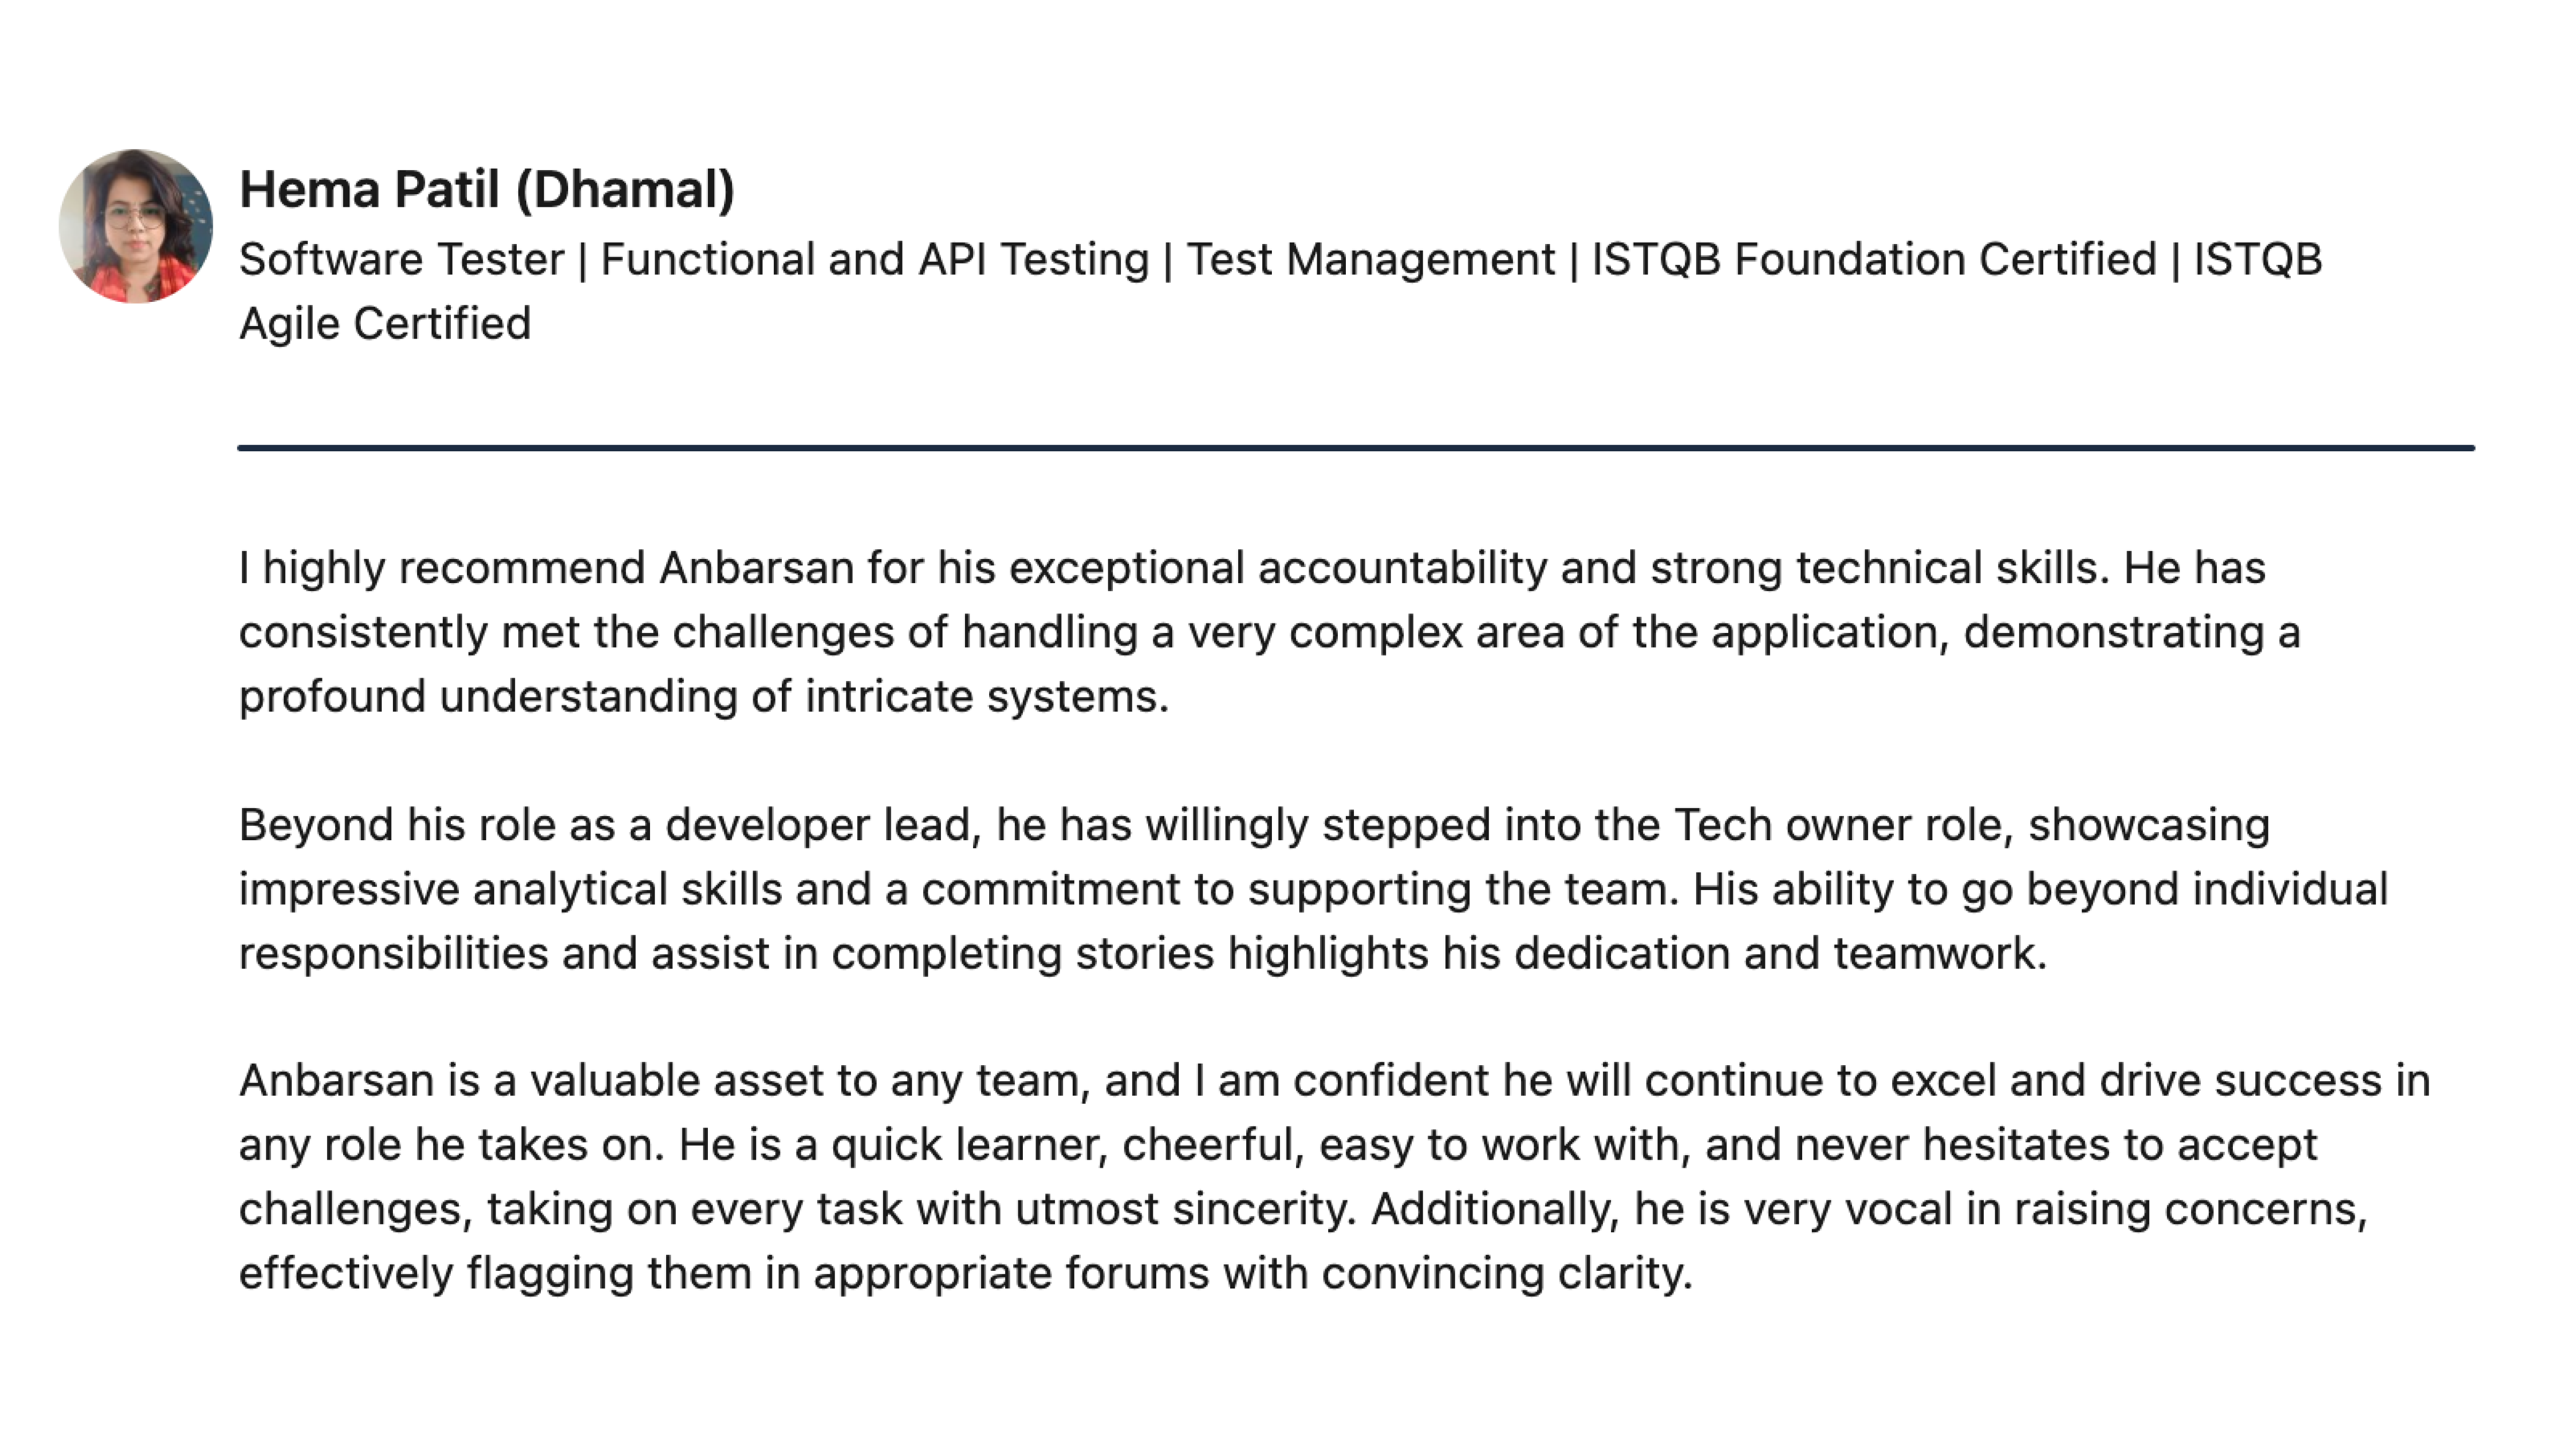 Hema Patil (Dhamal)
Software Tester | Functional and API Testing | Test Management | ISTQB Foundation Certified | ISTQB
Agile Certified
I highly recommend Anbarsan for his exceptional accountability and strong technical skills. He has
consistently met the challenges of handling a very complex area of the application, demonstrating a
profound understanding of intricate systems.
Beyond his role as a developer lead, he has willingly stepped into the Tech owner role, showcasing
impressive analytical skills and a commitment to supporting the team. His ability to go beyond individual
responsibilities and assist in completing stories highlights his dedication and teamwork.
Anbarsan is a valuable asset to any team, and I am confident he will continue to excel and drive success in
any role he takes on. He is a quick learner, cheerful, easy to work with, and never hesitates to accept
challenges, taking on every task with utmost sincerity. Additionally, he is very vocal in raising concerns,
effectively flagging them in appropriate forums with convincing clarity.